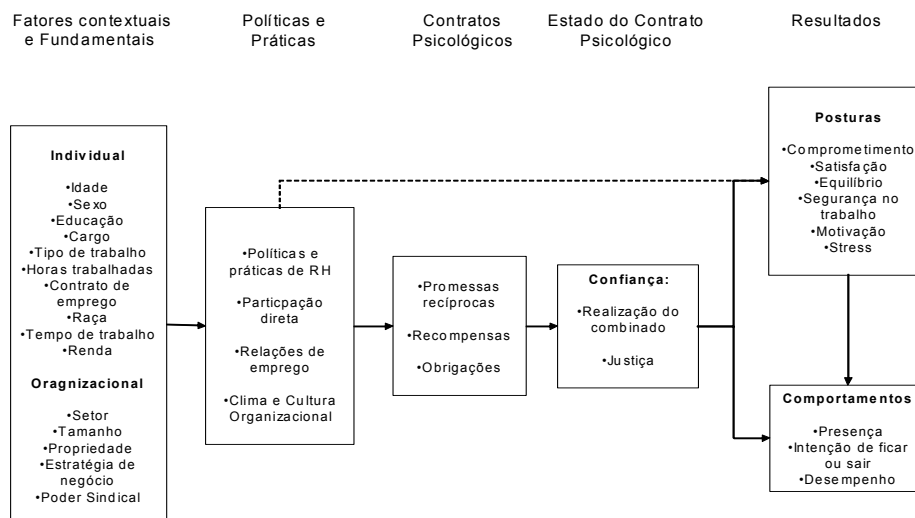 Fatores contextuais
e Fundamentais
Políticas e
Práticas
Contratos
Psicológicos
Estado do Contrato
Psicológico
Resultados
Individual
•Idade
•Sexo
•Educação
•Cargo
•Tipo de trabalho
•Horas trabalhadas
•Contrato de
emprego
•Raça
•Tempo de trabalho
•Renda
Oragnizacional
•Setor
•Tamanho
•Propriedade
•Estratégia de
negócio
•Poder Sindical
•Políticas e
práticas de RH
•Particpação
direta
•Relações de
emprego
•Clima e Cultura
Organizacional
•Promessas
recíprocas
•Recompensas
•Obrigações
Confiança:
•Realização do
combinado
•Justiça
Posturas
•Comprometimento
•Satisfação
•Equilíbrio
•Segurança no
trabalho
•Motivação
•Stress
Comportamentos
•Presença
•Intenção de ficar
ou sair
•Desempenho